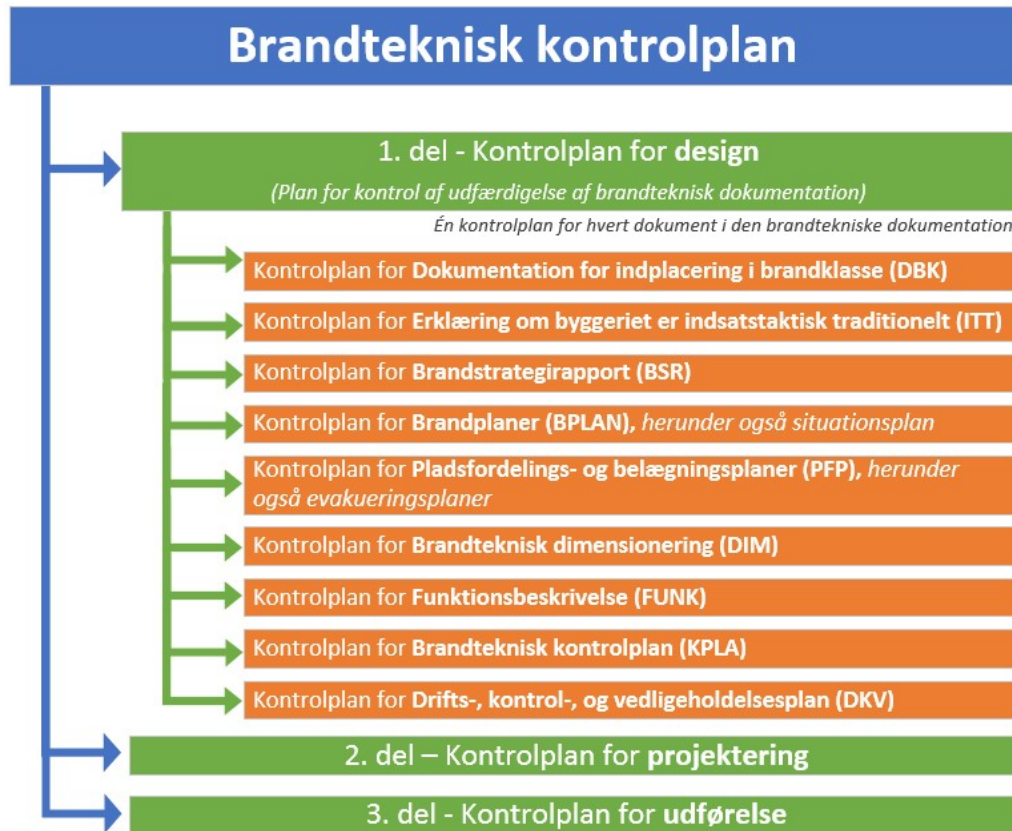 Brandteknisk kontrolplan
1. del - Kontrolplan for design
(Plan for kontrol af udfærdigelse af brandteknisk dokumentation)
Én kontrolplan for hvert dokument i den brandtekniske dokumentation
Kontrolplan for Dokumentation for indplacering i brandklasse (DBK)
Kontrolplan for Erklæring om byggeriet er indsatstaktisk traditionelt (ITT)
Kontrolplan for Brandstrategirapport (BSR)
Kontrolplan for Brandplaner (BPLAN), herunder også situationsplan
Kontrolplan for Pladsfordelings- og belægningsplaner (PFP), herunder
også evakueringsplaner
Kontrolplan for Brandteknisk dimensionering (DIM)
Kontrolplan for Funktionsbeskrivelse (FUNK)
Kontrolplan for Brandteknisk kontrolplan (KPLA)
Kontrolplan for Drifts-, kontrol-, og vedligeholdelsesplan (DKV)
2. del – Kontrolplan for projektering
3. del - Kontrolplan for udførelse